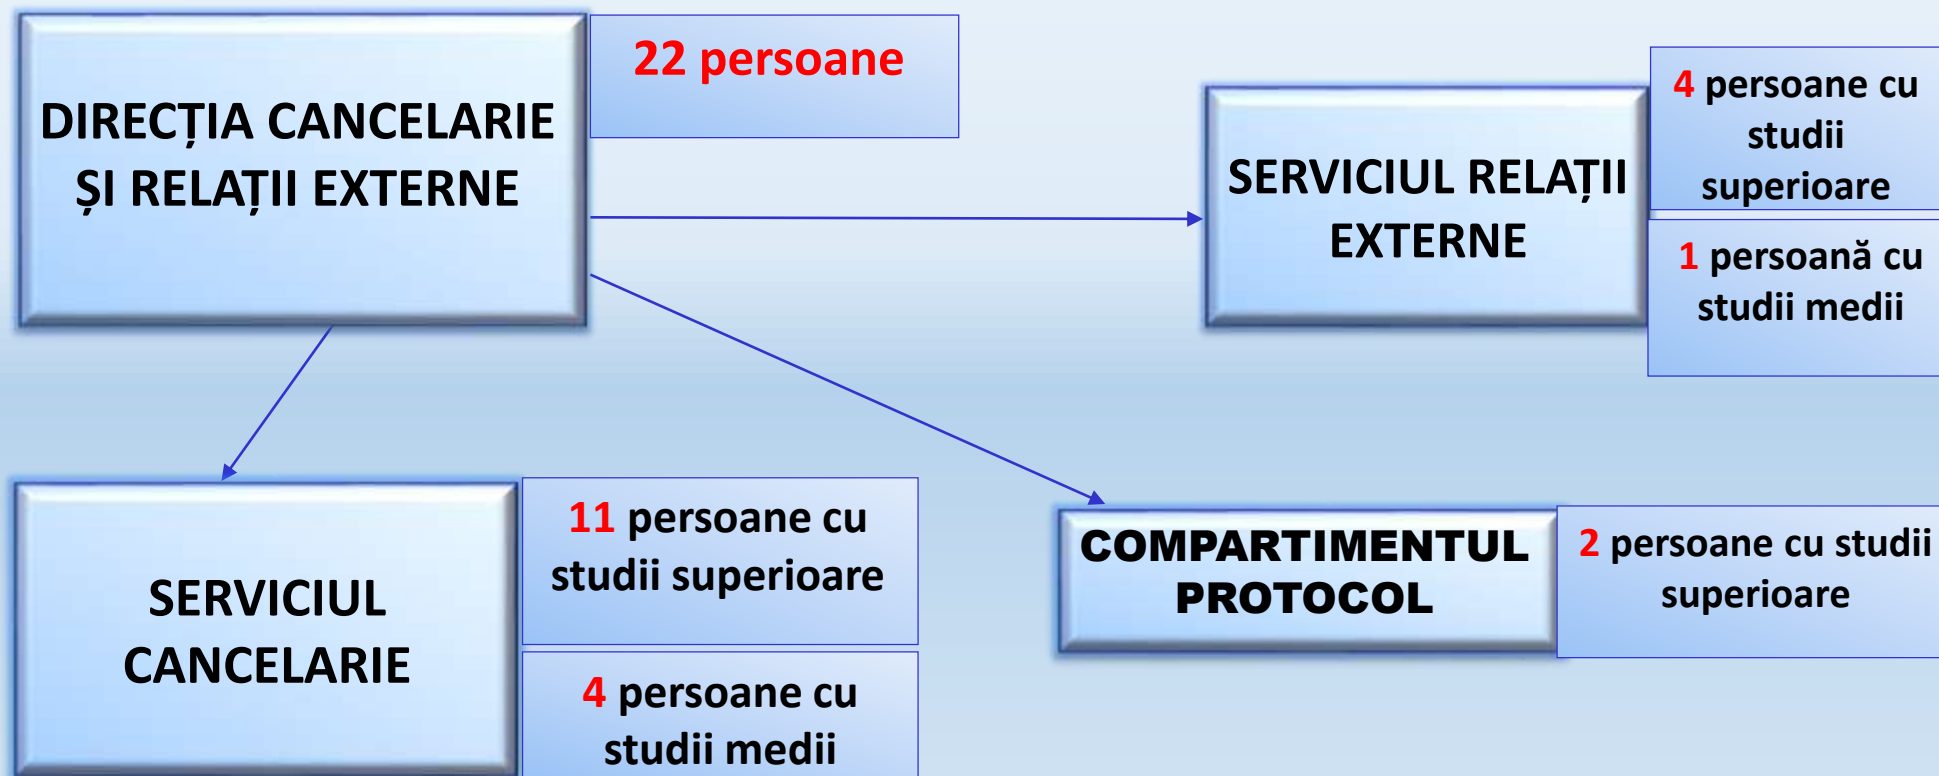 DIRECȚIA CANCELARIE
ȘI RELAȚII EXTERNE
22 persoane
SERVICIUL RELAȚII
EXTERNE
4 persoane cu
studii
superioare
1 persoană cu
studii medii
SERVICIUL
CANCELARIE
11 persoane cu
studii superioare
4 persoane cu
studii medii
COMPARTIMENTUL
PROTOCOL
2 persoane cu studii
superioare